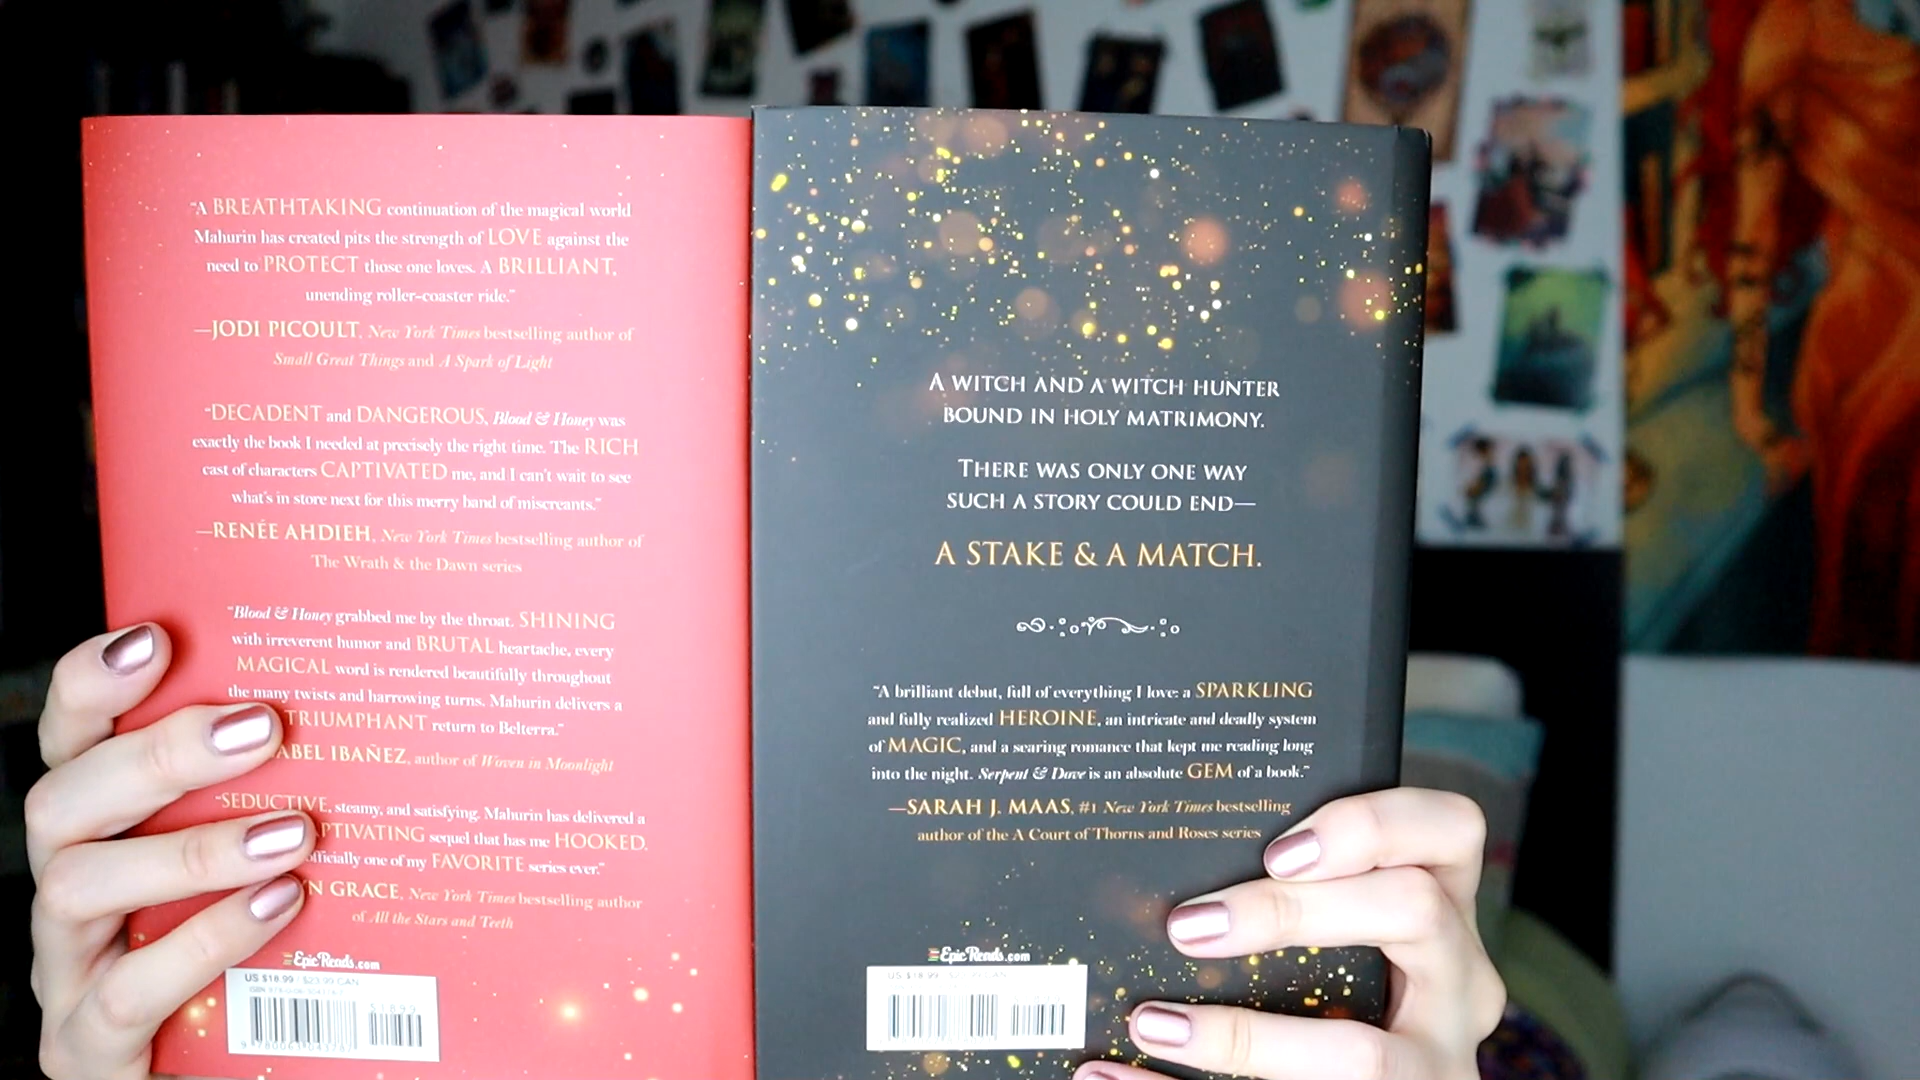 "A BREATHTAKING continuation of the magical world
Mahurin has created pits the strength of LOVE against the
need to PROTECT those one loves. A BRILLIANT,
unending roller-coaster ride."
—JODI PICOULT, New York Times bestselling author of
Small Great Things and A Spark of Light
"DECADENT and DANGEROUS, Blood & Honey was
exactly the book I needed at precisely the right time. The RICH
cast of characters CAPTIVATED me, and I can't wait to see
what's in store next for this merry band of miscreants."
—RENÉE AHDIEH, New York Times bestselling author of
The Wrath & the Dawn series
"Blood & Honey grabbed me by the throat. SHINING
with irreverent humor and BRUTAL heartache, every
MAGICAL word is rendered beautifully throughout
the many twists and harrowing turns. Mahurin delivers a
TRIUMPHANT return to Belterra."
ABEL IBAÑEZ, author of Woven in Moonlight
"SEDUCTIVE, steamy, and satisfying. Mahurin has delivered a
APTIVATING sequel that has me HOOKED.
officially one of my FAVORITE series ever."
YN GRACE, New York Times bestselling author
of All the Stars and Teeth
EpicReads.com
US $18.99 / $23.99 CAN
51899
A WITCH AND A WITCH HUNTER
BOUND IN HOLY MATRIMONY.
THERE WAS ONLY ONE WAY
SUCH A STORY COULD END—
A STAKE & A MATCH.
"A brilliant debut, full of everything I love: a SPARKLING
and fully realized HEROINE, an intricate and deadly system
of MAGIC, and a searing romance that kept me reading long
into the night. Serpent & Dove is an absolute GEM of a book."
—SARAH J. MAAS, #1 New York Times bestselling
author of the A Court of Thorns and Roses series
EpicReads.com
US $18.99